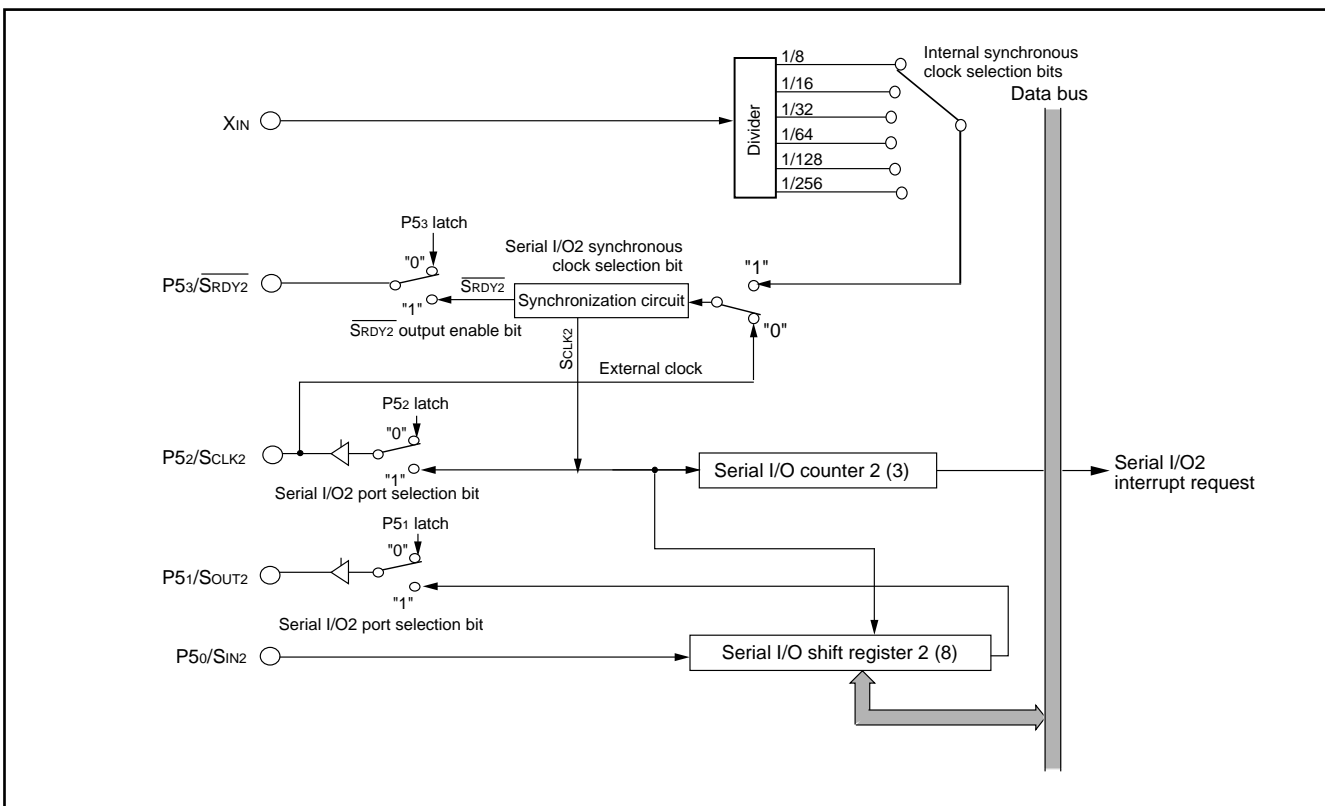 Internal synchronous
clock selection bits
Data bus
XIN
Divider
1/8
1/16
1/32
1/64
1/128
1/256
P53 latch
"0"
P53/SRDY2
"1"
SRDY2 output enable bit
SRDY2
Serial I/O2 synchronous
clock selection bit
Synchronization circuit
"1"
"0"
SCLK2
External clock
P52 latch
"0"
P52/SCLK2
"1"
Serial I/O2 port selection bit
Serial I/O counter 2 (3)
Serial I/O2
interrupt request
P51 latch
"0"
P51/SOUT2
"1"
Serial I/O2 port selection bit
P50/SIN2
Serial I/O shift register 2 (8)